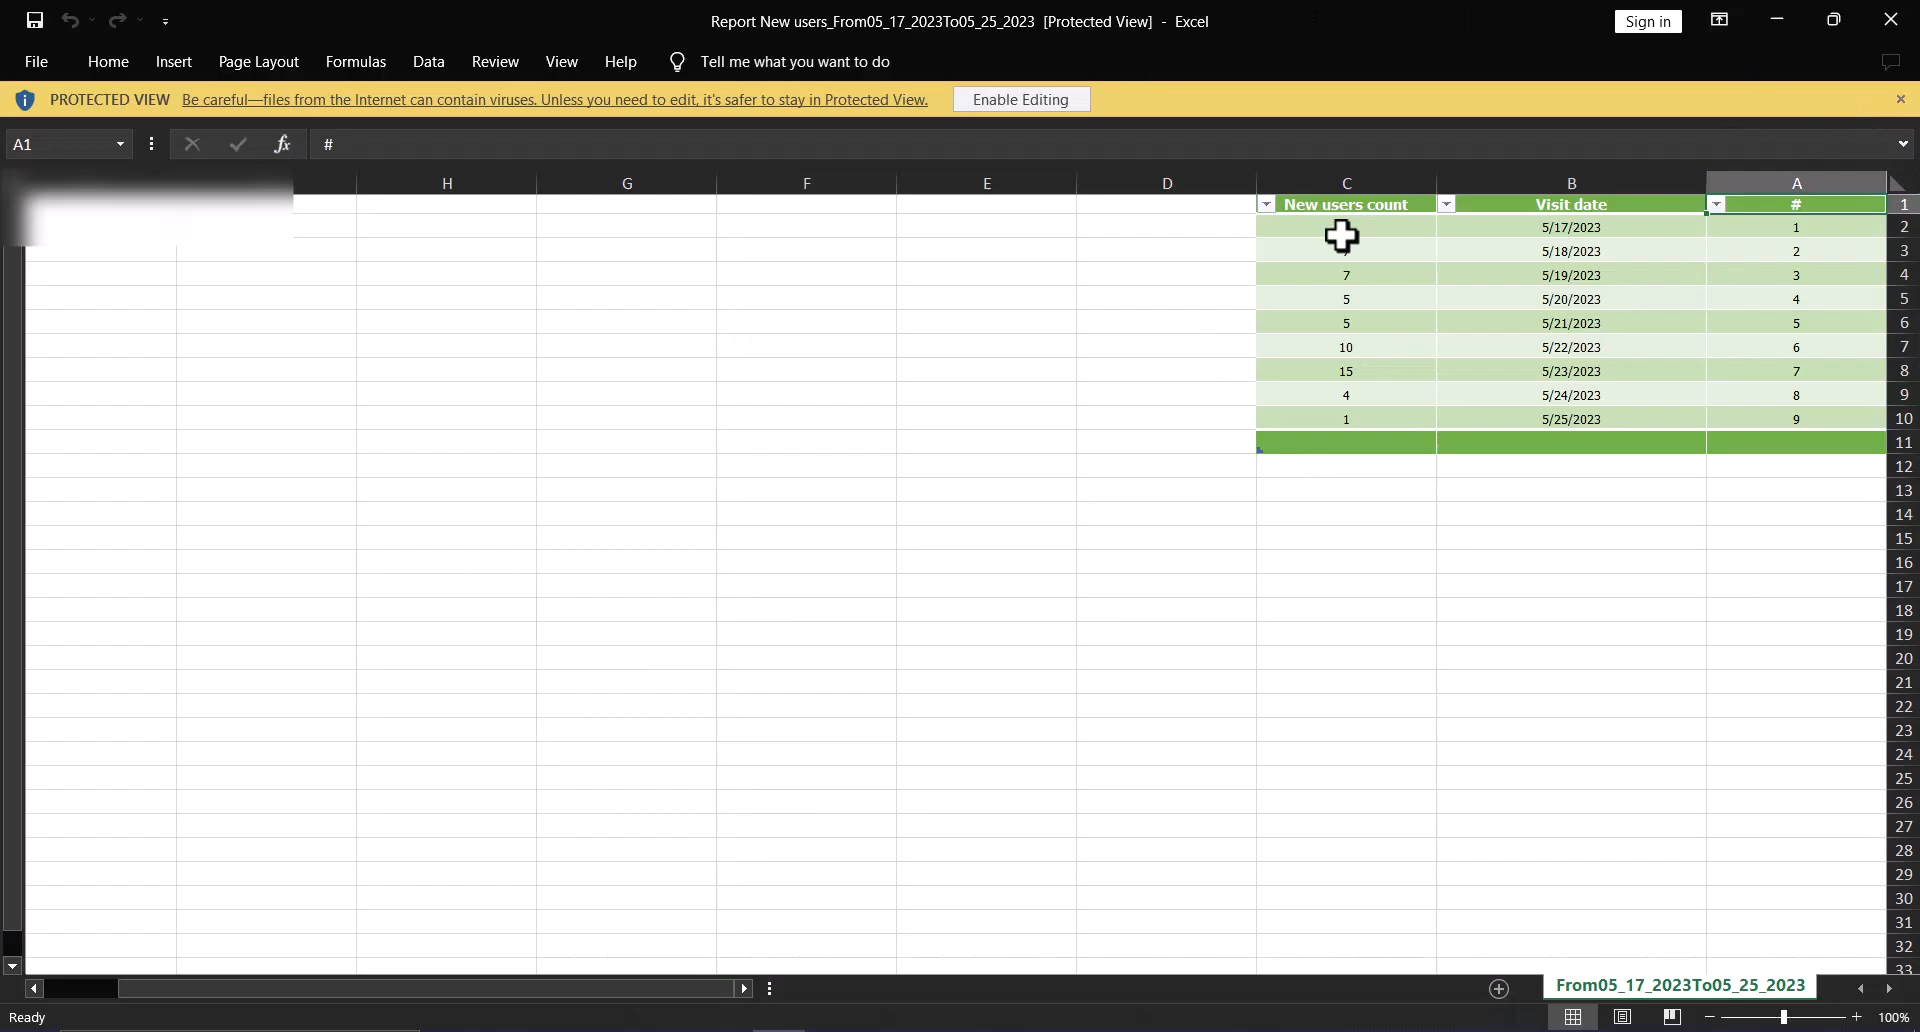 Report New users_From05_17_2023To05_25_2023 [Protected View] - Excel
Sign in
File Home Insert Page Layout Formulas Data Review View Help Tell me what you want to do
PROTECTED VIEW Be careful—files from the Internet can contain viruses. Unless you need to edit, it's safer to stay in Protected View. Enable Editing
A1 fx #
H G F E D C B A
New users count Visit date # 1
5/17/2023 1 2
5/18/2023 2 3
7 5/19/2023 3 4
5 5/20/2023 4 5
5 5/21/2023 5 6
10 5/22/2023 6 7
15 5/23/2023 7 8
4 5/24/2023 8 9
1 5/25/2023 9 10
11
12
13
14
15
16
17
18
19
20
21
22
23
24
25
26
27
28
29
30
31
32
33
From05_17_2023To05_25_2023
Ready 100%